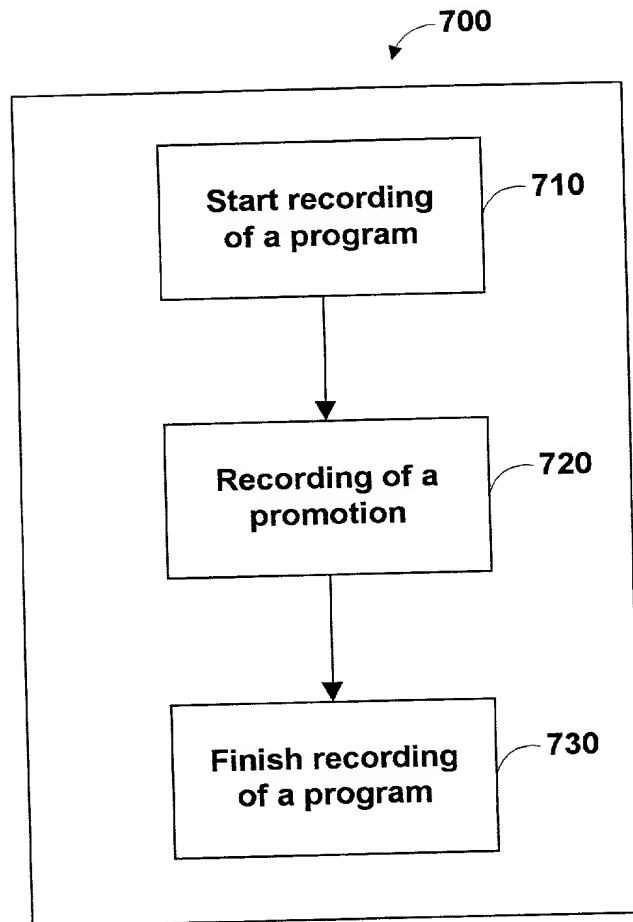 700
Start recording
of a program
710
Recording of a
promotion
720
Finish recording
of a program
730